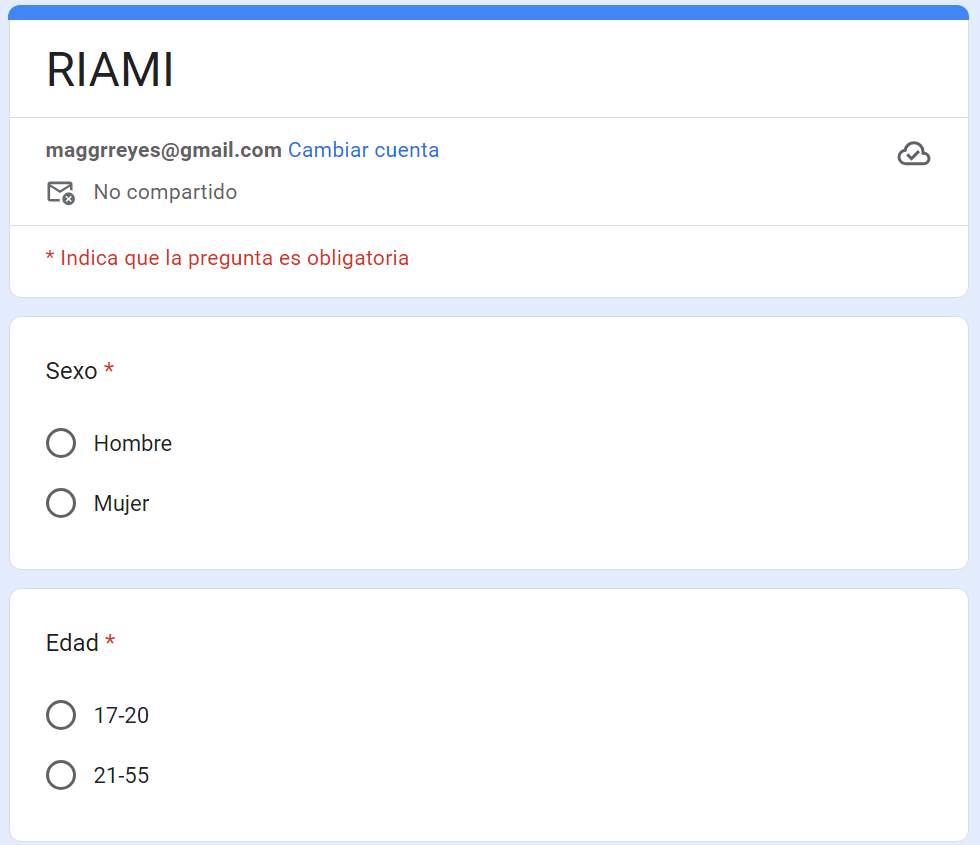 RIAMI
maggrreyes@gmail.com Cambiar cuenta
No compartido
* Indica que la pregunta es obligatoria
Sexo *
Hombre
Mujer
Edad *
17-20
21-55